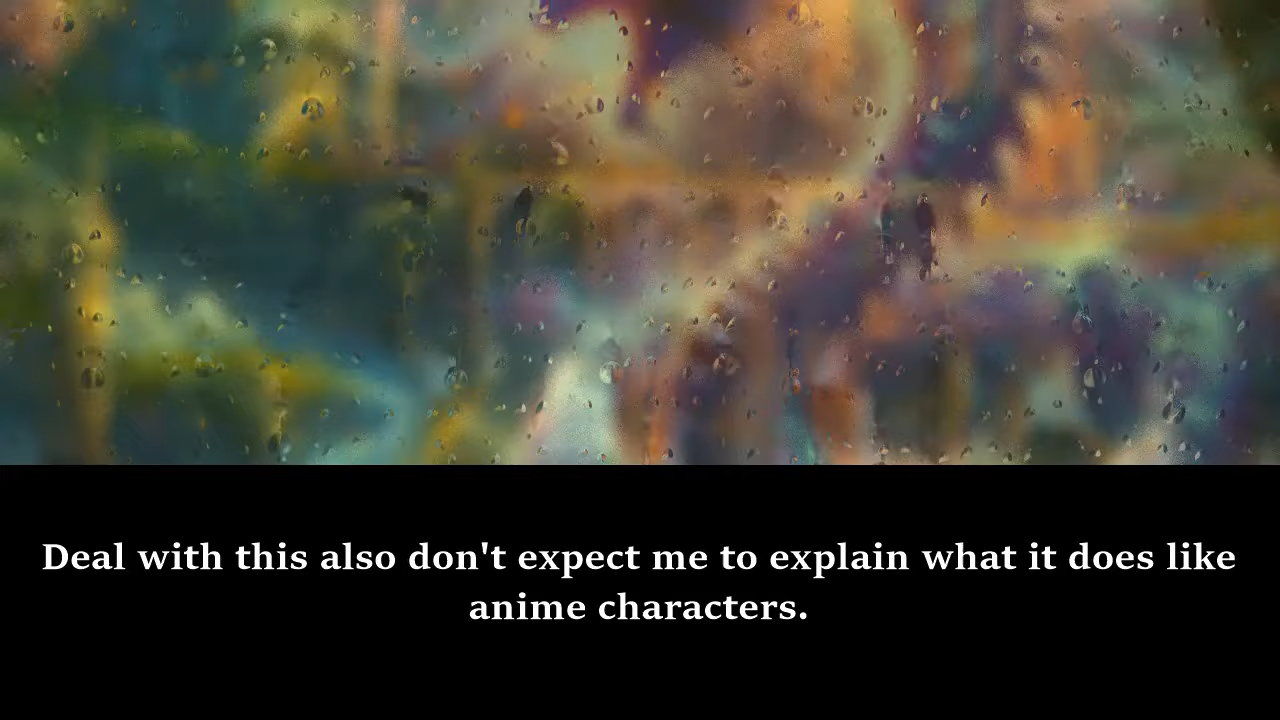 Deal with this also don't expect me to explain what it does like
anime characters.